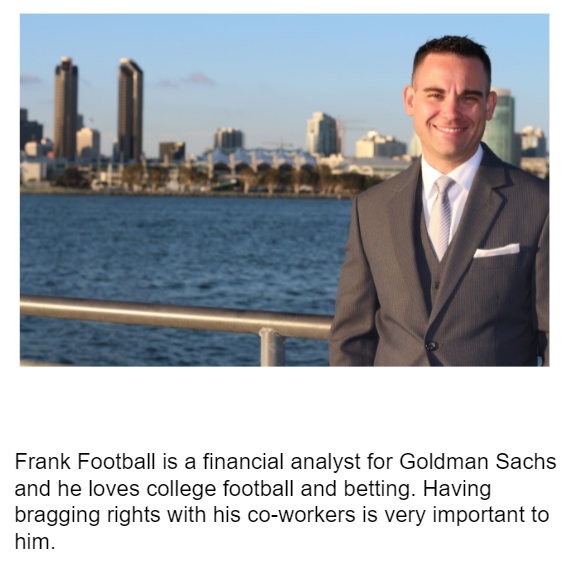 Frank Football is a financial analyst for Goldman Sachs
and he loves college football and betting. Having
bragging rights with his co-workers is very important to
him.